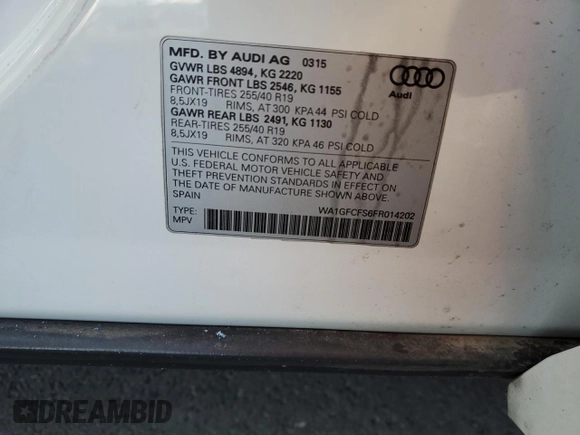 MFD. BY AUDI AG 0315
GVWR LBS 4894, KG 2220
GAWR FRONT LBS 2546, KG 1155
FRONT-TIRES 255/40 R19
8,5JX19 RIMS, AT 300 KPA 44 PSI COLD
GAWR REAR LBS 2491, KG 1130
REAR-TIRES 255/40 R19
8,5JX19 RIMS, AT 320 KPA 46 PSI COLD
THIS VEHICLE CONFORMS TO ALL APPLICABLE
U.S. FEDERAL MOTOR VEHICLE SAFETY AND
THEFT PREVENTION STANDARDS IN EFFECT ON
THE DATE OF MANUFACTURE SHOWN ABOVE.
SPAIN
TYPE:
MPV
WA1GFCFS6FR014202
Audi
DREAMBID